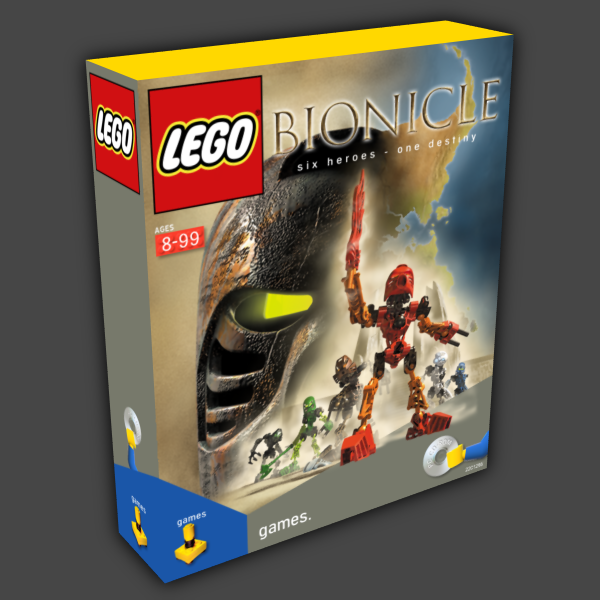 LEGO
LEGO
BIONICLE
six heroes - one destiny
AGES
8-99
games
games
games.